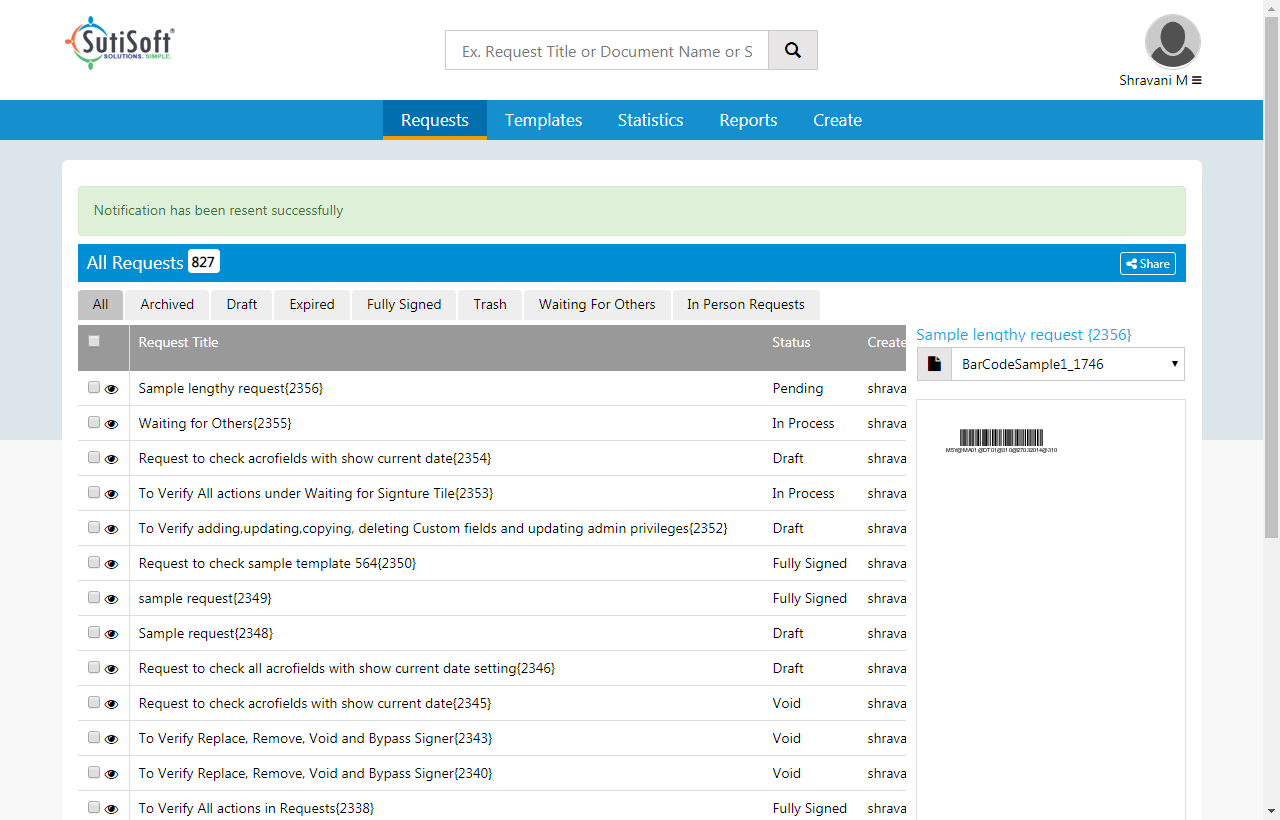 SutiSoft®
SOLUTIONS. SIMPLE.
Ex. Request Title or Document Name or S
Shravani M
Requests Templates Statistics Reports Create
Notification has been resent successfully
All Requests 827
Share
All Archived Draft Expired Fully Signed Trash Waiting For Others In Person Requests
Request Title Status Create
Sample lengthy request{2356} Pending shrava
Waiting for Others{2355} In Process shrava
Request to check acrofields with show current date{2354} Draft shrava
To Verify All actions under Waiting for Signture Tile{2353} In Process shrava
To Verify adding,updating,copying, deleting Custom fields and updating admin privileges{2352} Draft shrava
Request to check sample template 564{2350} Fully Signed shrava
sample request{2349} Fully Signed shrava
Sample request{2348} Draft shrava
Request to check all acrofields with show current date setting{2346} Draft shrava
Request to check acrofields with show current date{2345} Void shrava
To Verify Replace, Remove, Void and Bypass Signer{2343} Void shrava
To Verify Replace, Remove, Void and Bypass Signer{2340} Void shrava
To Verify All actions in Requests{2338} Fully Signed shrava
Sample lengthy request {2356}
BarCodeSample1_1746